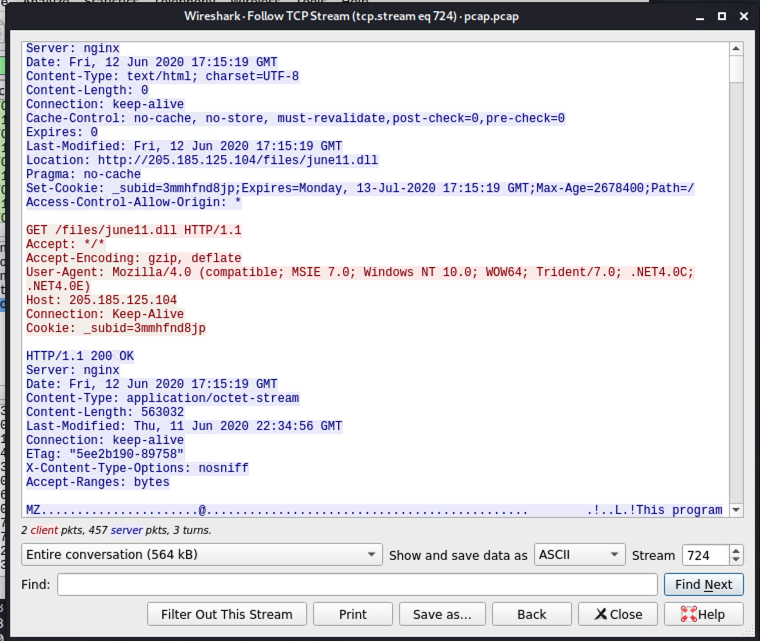 Wireshark · Follow TCP Stream (tcp.stream eq 724) · pcap.pcap
Server: nginx
Date: Fri, 12 Jun 2020 17:15:19 GMT
Content-Type: text/html; charset=UTF-8
Content-Length: 0
Connection: keep-alive
Cache-Control: no-cache, no-store, must-revalidate,post-check=0,pre-check=0
Expires: 0
Last-Modified: Fri, 12 Jun 2020 17:15:19 GMT
Location: http://205.185.125.104/files/june11.dll
Pragma: no-cache
Set-Cookie: _subid=3mmhfnd8jp;Expires=Monday, 13-Jul-2020 17:15:19 GMT;Max-Age=2678400;Path=/
Access-Control-Allow-Origin: *
GET /files/june11.dll HTTP/1.1
Accept: */*
Accept-Encoding: gzip, deflate
User-Agent: Mozilla/4.0 (compatible; MSIE 7.0; Windows NT 10.0; WOW64; Trident/7.0; .NET4.0C;
.NET4.0E)
Host: 205.185.125.104
Connection: Keep-Alive
Cookie: _subid=3mmhfnd8jp
HTTP/1.1 200 OK
Server: nginx
Date: Fri, 12 Jun 2020 17:15:19 GMT
Content-Type: application/octet-stream
Content-Length: 563032
Last-Modified: Thu, 11 Jun 2020 22:34:56 GMT
Connection: keep-alive
ETag: "5ee2b190-89758"
X-Content-Type-Options: nosniff
Accept-Ranges: bytes
MZ......................@............................................. .!..L.!This program
2 client pkts, 457 server pkts, 3 turns.
Entire conversation (564 kB) Show and save data as ASCII Stream 724
Find: Find Next
Filter Out This Stream Print Save as... Back Close Help